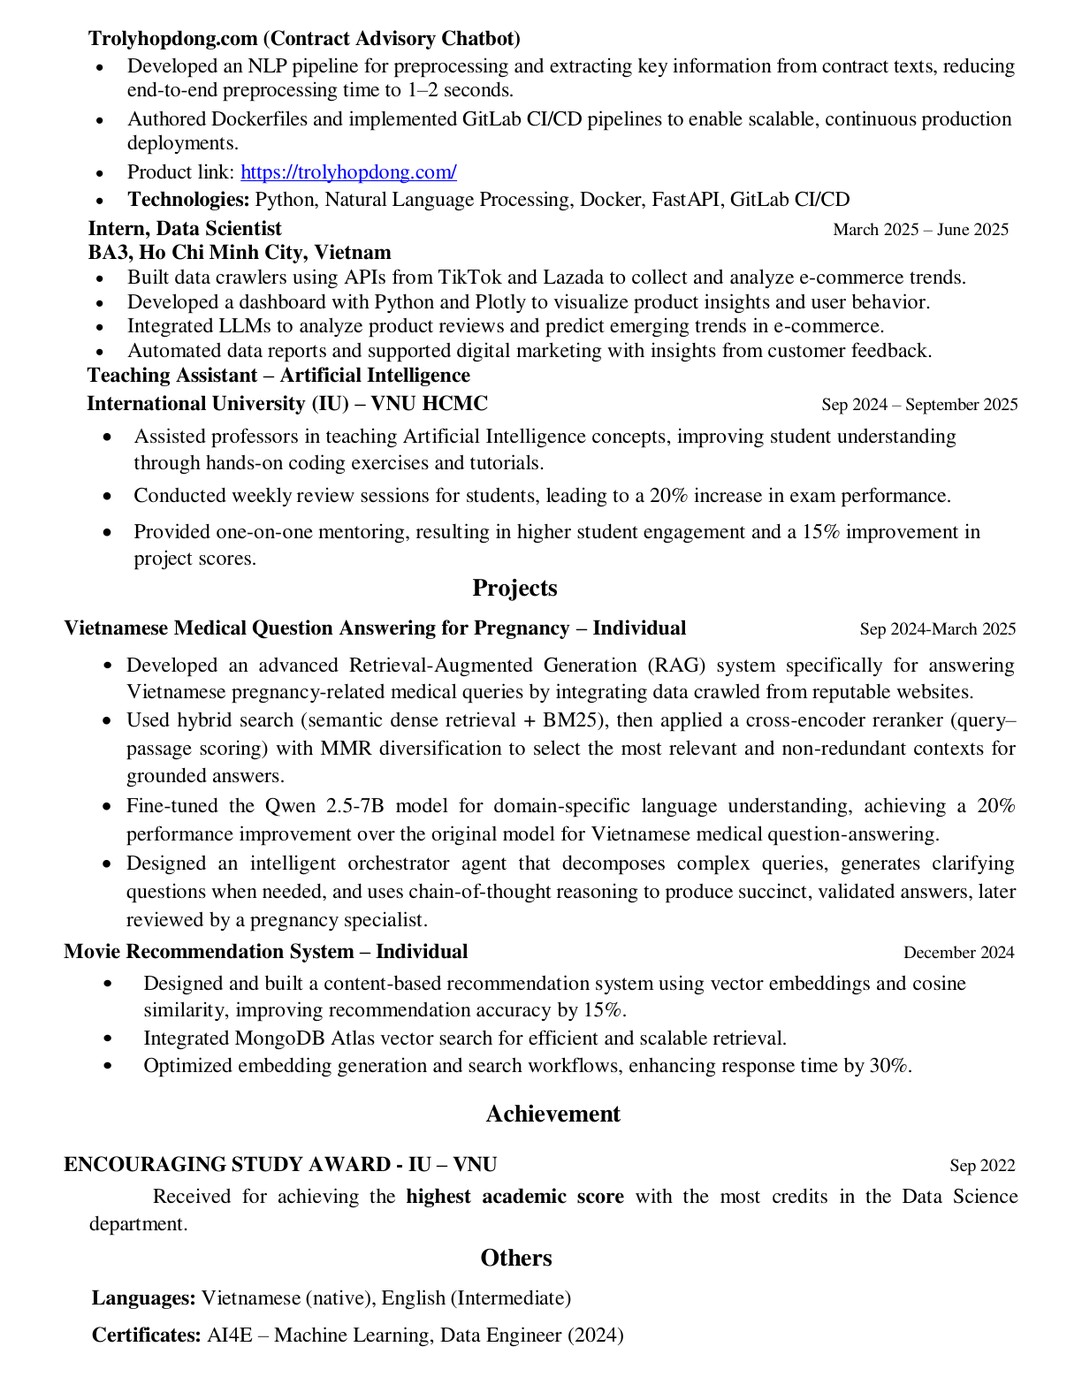 Trolyhopdong.com (Contract Advisory Chatbot)
• Developed an NLP pipeline for preprocessing and extracting key information from contract texts, reducing
end-to-end preprocessing time to 1–2 seconds.
• Authored Dockerfiles and implemented GitLab CI/CD pipelines to enable scalable, continuous production
deployments.
• Product link: https://trolyhopdong.com/
• Technologies: Python, Natural Language Processing, Docker, FastAPI, GitLab CI/CD
Intern, Data Scientist March 2025 – June 2025
BA3, Ho Chi Minh City, Vietnam
• Built data crawlers using APIs from TikTok and Lazada to collect and analyze e-commerce trends.
• Developed a dashboard with Python and Plotly to visualize product insights and user behavior.
• Integrated LLMs to analyze product reviews and predict emerging trends in e-commerce.
• Automated data reports and supported digital marketing with insights from customer feedback.
Teaching Assistant – Artificial Intelligence
International University (IU) – VNU HCMC Sep 2024 – September 2025
• Assisted professors in teaching Artificial Intelligence concepts, improving student understanding
through hands-on coding exercises and tutorials.
• Conducted weekly review sessions for students, leading to a 20% increase in exam performance.
• Provided one-on-one mentoring, resulting in higher student engagement and a 15% improvement in
project scores.
Projects
Vietnamese Medical Question Answering for Pregnancy – Individual Sep 2024-March 2025
• Developed an advanced Retrieval-Augmented Generation (RAG) system specifically for answering
Vietnamese pregnancy-related medical queries by integrating data crawled from reputable websites.
• Used hybrid search (semantic dense retrieval + BM25), then applied a cross-encoder reranker (query–
passage scoring) with MMR diversification to select the most relevant and non-redundant contexts for
grounded answers.
• Fine-tuned the Qwen 2.5-7B model for domain-specific language understanding, achieving a 20%
performance improvement over the original model for Vietnamese medical question-answering.
• Designed an intelligent orchestrator agent that decomposes complex queries, generates clarifying
questions when needed, and uses chain-of-thought reasoning to produce succinct, validated answers, later
reviewed by a pregnancy specialist.
Movie Recommendation System – Individual December 2024
• Designed and built a content-based recommendation system using vector embeddings and cosine
similarity, improving recommendation accuracy by 15%.
• Integrated MongoDB Atlas vector search for efficient and scalable retrieval.
• Optimized embedding generation and search workflows, enhancing response time by 30%.
Achievement
ENCOURAGING STUDY AWARD - IU – VNU Sep 2022
Received for achieving the highest academic score with the most credits in the Data Science
department.
Others
Languages: Vietnamese (native), English (Intermediate)
Certificates: AI4E – Machine Learning, Data Engineer (2024)